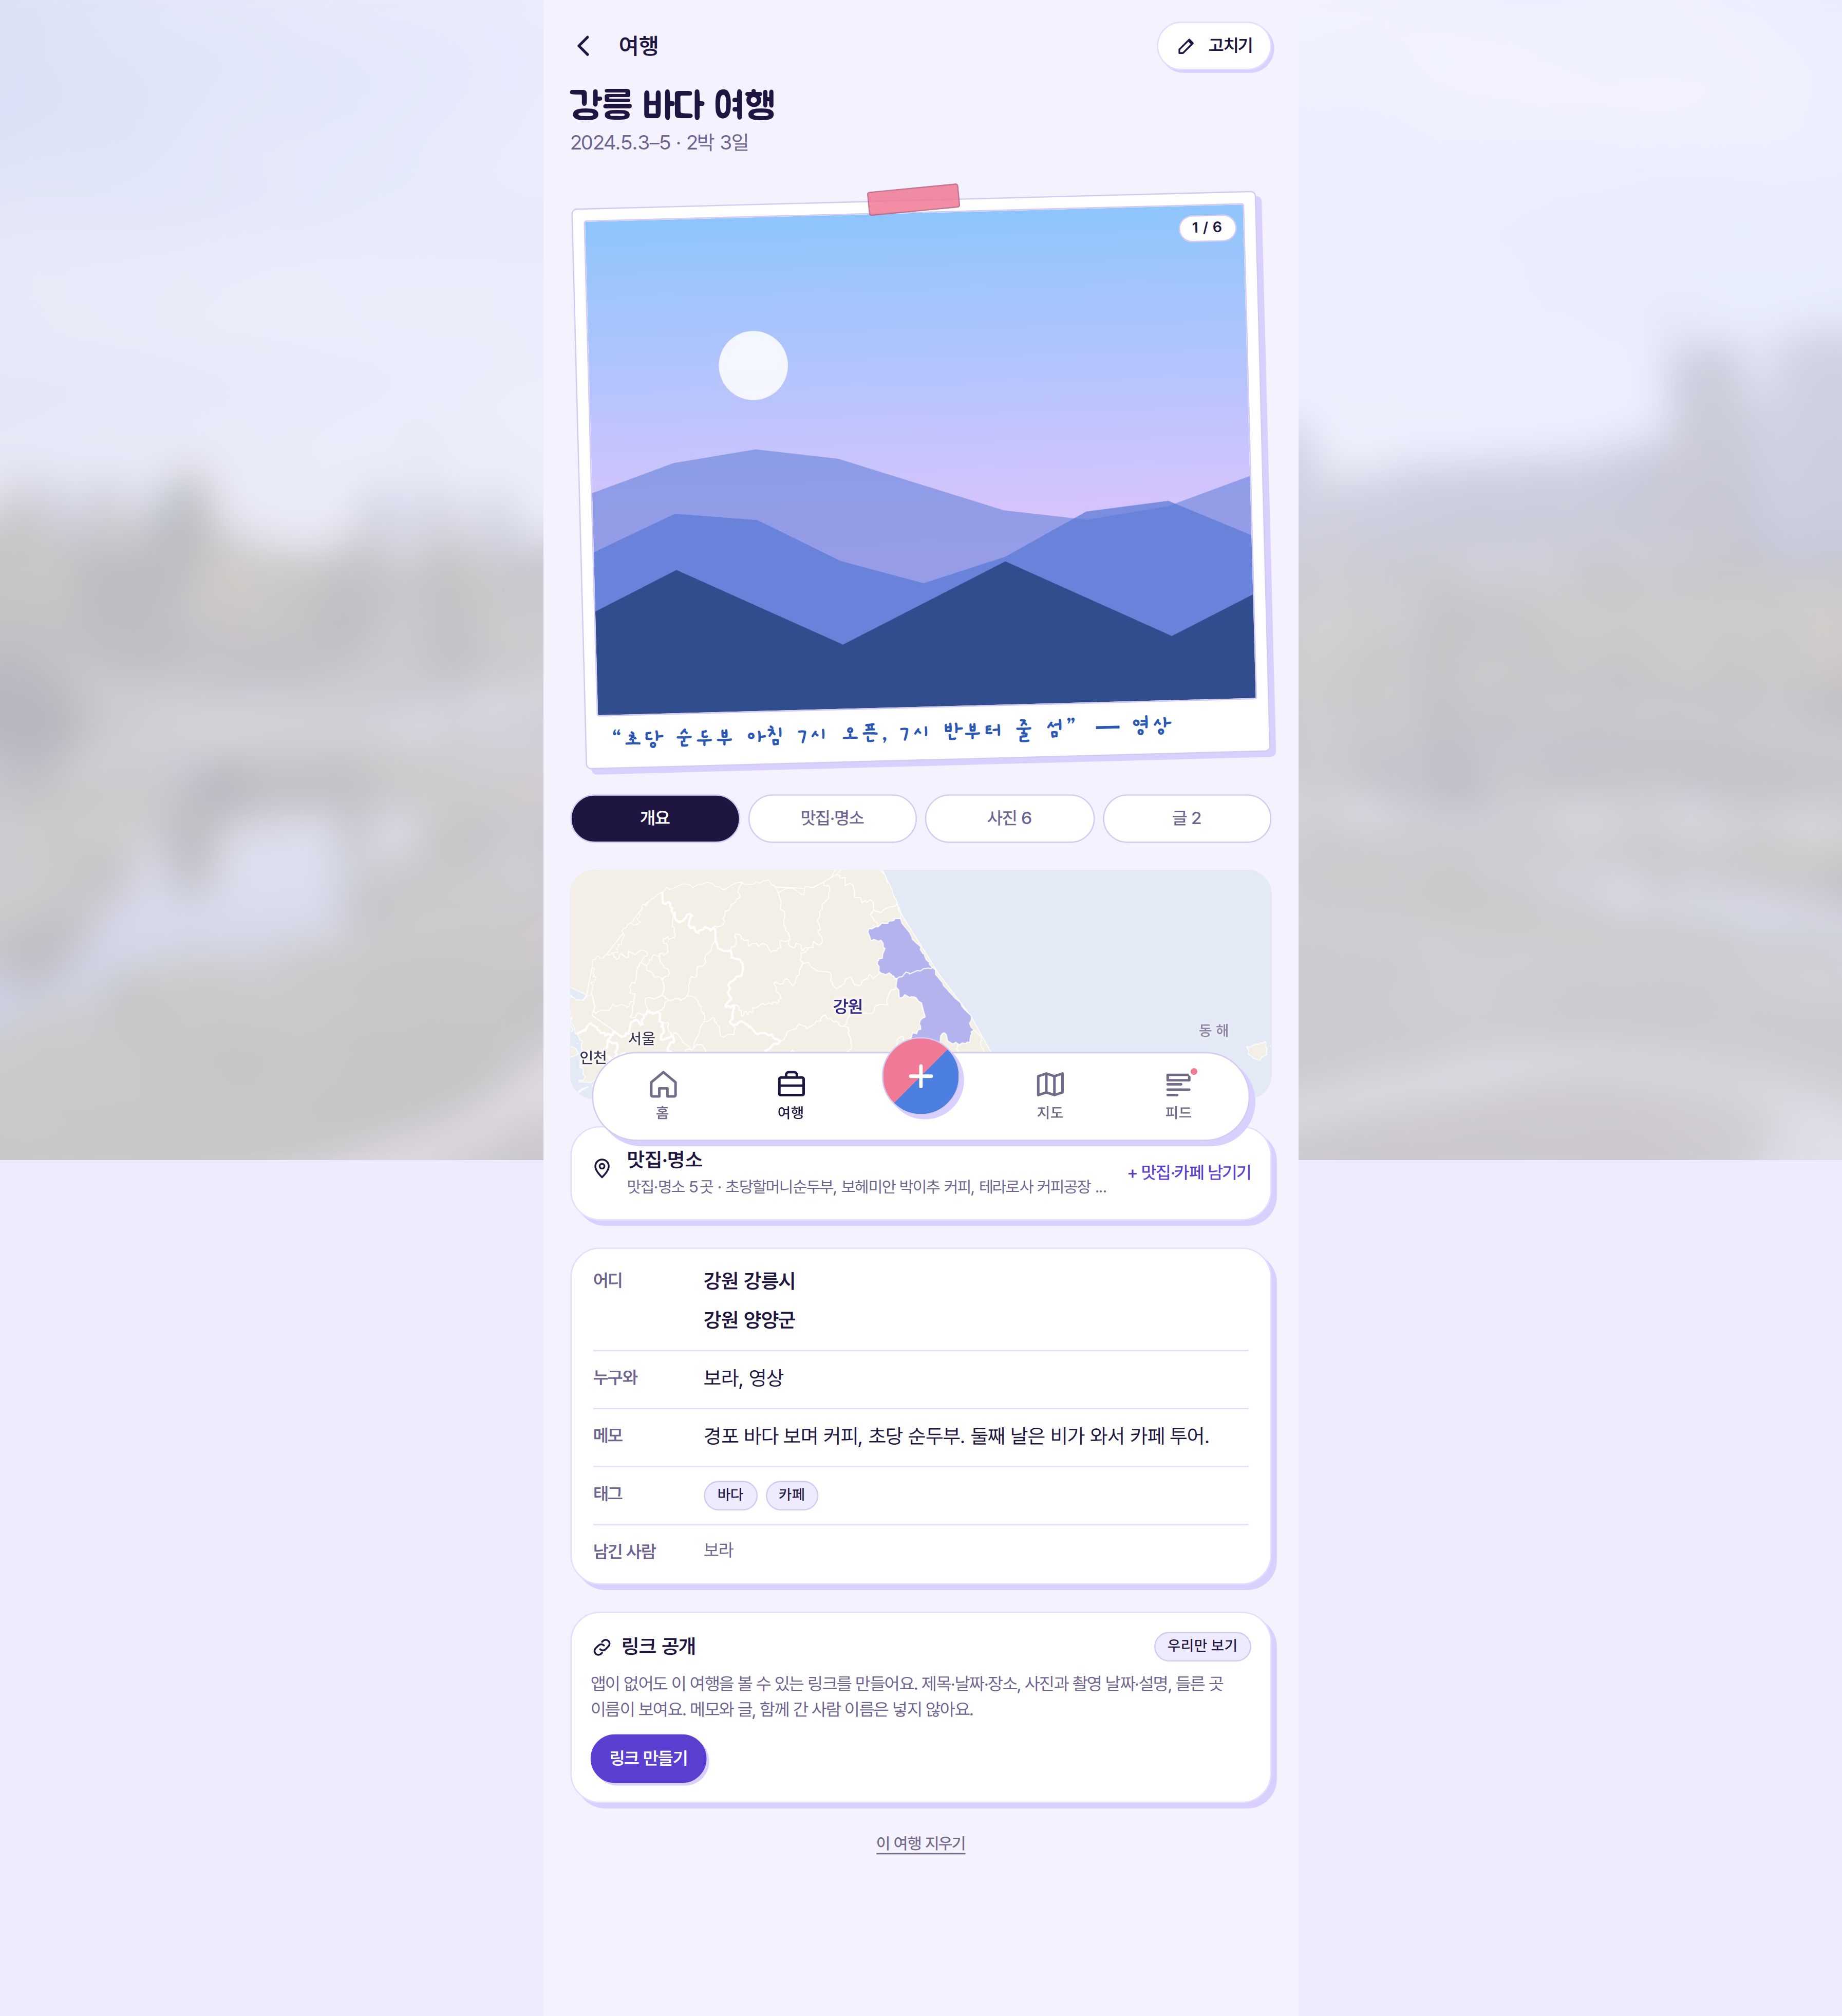 여행
고치기
강릉 바다 여행
2024.5.3–5 · 2박 3일
1 / 6
“초당 순두부 아침 7시 오픈, 7시 반부터 줄 섬” — 영상
개요
맛집·명소
사진 6
글 2
강원
서울
인천
동 해
홈
여행
지도
피드
맛집·명소
맛집·명소 5곳 · 초당할머니순두부, 보헤미안 박이추 커피, 테라로사 커피공장 ...
+ 맛집·카페 남기기
어디
강원 강릉시
강원 양양군
누구와
보라, 영상
메모
경포 바다 보며 커피, 초당 순두부. 둘째 날은 비가 와서 카페 투어.
태그
바다
카페
남긴 사람
보라
링크 공개
우리만 보기
앱이 없어도 이 여행을 볼 수 있는 링크를 만들어요. 제목·날짜·장소, 사진과 촬영 날짜·설명, 들른 곳
이름이 보여요. 메모와 글, 함께 간 사람 이름은 넣지 않아요.
링크 만들기
이 여행 지우기